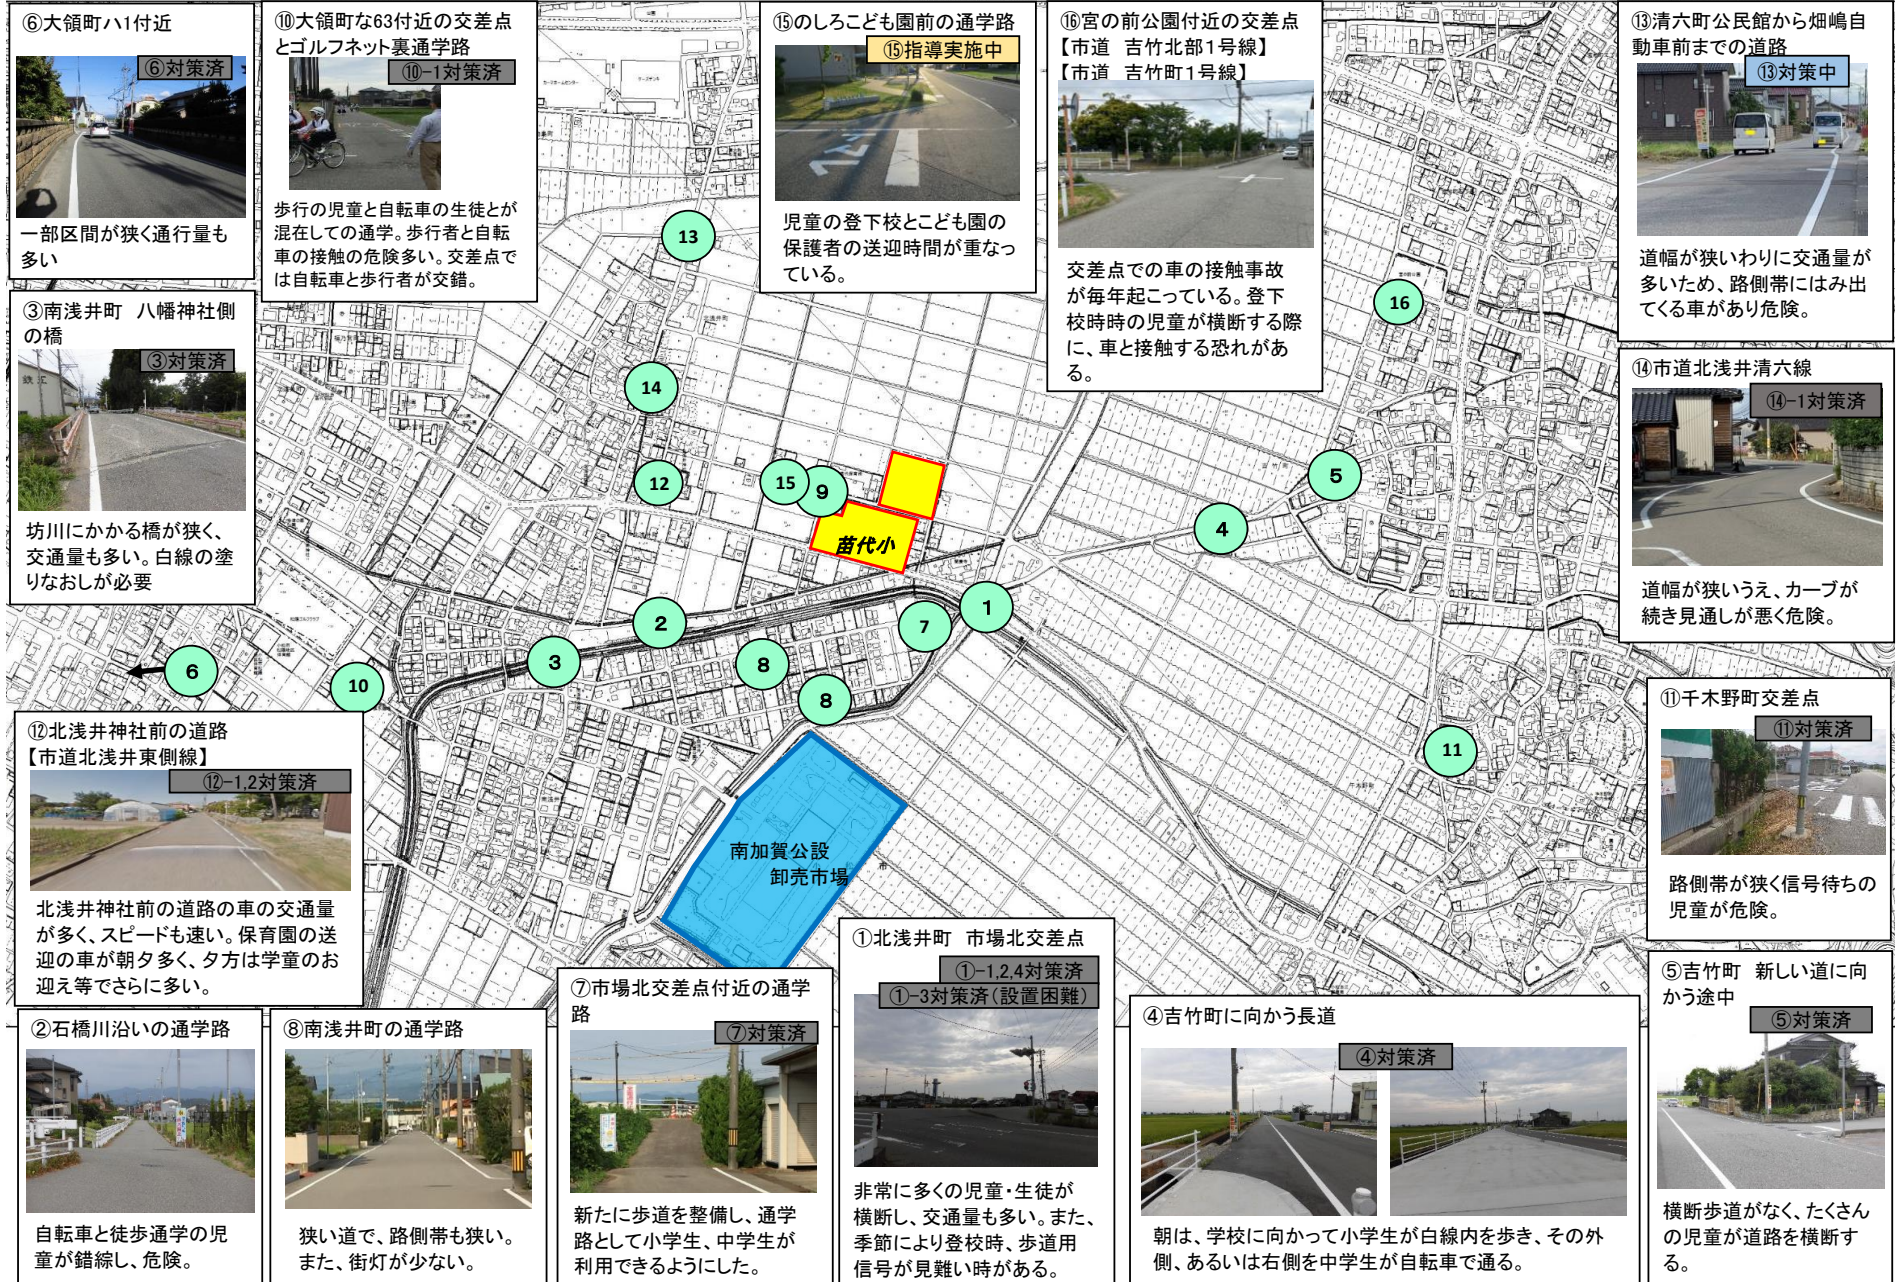 ⑥大領町ハ1付近
⑥対策済
一部区間が狭く通行量も
多い
⑩大領町な63付近の交差点
とゴルフネット裏通学路
⑩-1対策済
歩行の児童と自転車の生徒とが
混在しての通学。歩行者と自転
車の接触の危険多い。交差点で
は自転車と歩行者が交錯。
⑮のしろこども園前の通学路
⑮指導実施中
児童の登下校とこども園の
保護者の送迎時間が重なっ
ている。
⑯宮の前公園付近の交差点
【市道 吉竹北部1号線】
【市道 吉竹町1号線】
交差点での車の接触事故
が毎年起こっている。登下
校時時の児童が横断する際
に、車と接触する恐れがあ
る。
⑬清六町公民館から畑嶋自
動車前までの道路
⑬対策中
道幅が狭いわりに交通量が
多いため、路側帯にはみ出
てくる車があり危険。
③南浅井町 八幡神社側
の橋
③対策済
坊川にかかる橋が狭く、
交通量も多い。白線の塗
りなおしが必要
⑭市道北浅井清六線
⑭-1対策済
道幅が狭いうえ、カーブが
続き見通しが悪く危険。
13
16
14
12
15
9
5
4
苗代小
1
2
7
3
8
6
10
8
11
南加賀公設
卸売市場
⑫北浅井神社前の道路
【市道北浅井東側線】
⑫-1,2対策済
北浅井神社前の道路の車の交通量
が多く、スピードも速い。保育園の送
迎の車が朝夕多く、夕方は学童のお
迎え等でさらに多い。
⑪千木野町交差点
⑪対策済
路側帯が狭く信号待ちの
児童が危険。
②石橋川沿いの通学路
自転車と徒歩通学の児
童が錯綜し、危険。
⑧南浅井町の通学路
狭い道で、路側帯も狭い。
また、街灯が少ない。
⑦市場北交差点付近の通学
路
⑦対策済
新たに歩道を整備し、通学
路として小学生、中学生が
利用できるようにした。
①北浅井町 市場北交差点
①-1,2,4対策済
①-3対策済(設置困難)
非常に多くの児童・生徒が
横断し、交通量も多い。また、
季節により登校時、歩道用
信号が見難い時がある。
④吉竹町に向かう長道
④対策済
朝は、学校に向かって小学生が白線内を歩き、その外
側、あるいは右側を中学生が自転車で通る。
⑤吉竹町 新しい道に向
かう途中
⑤対策済
横断歩道がなく、たくさん
の児童が道路を横断す
る。